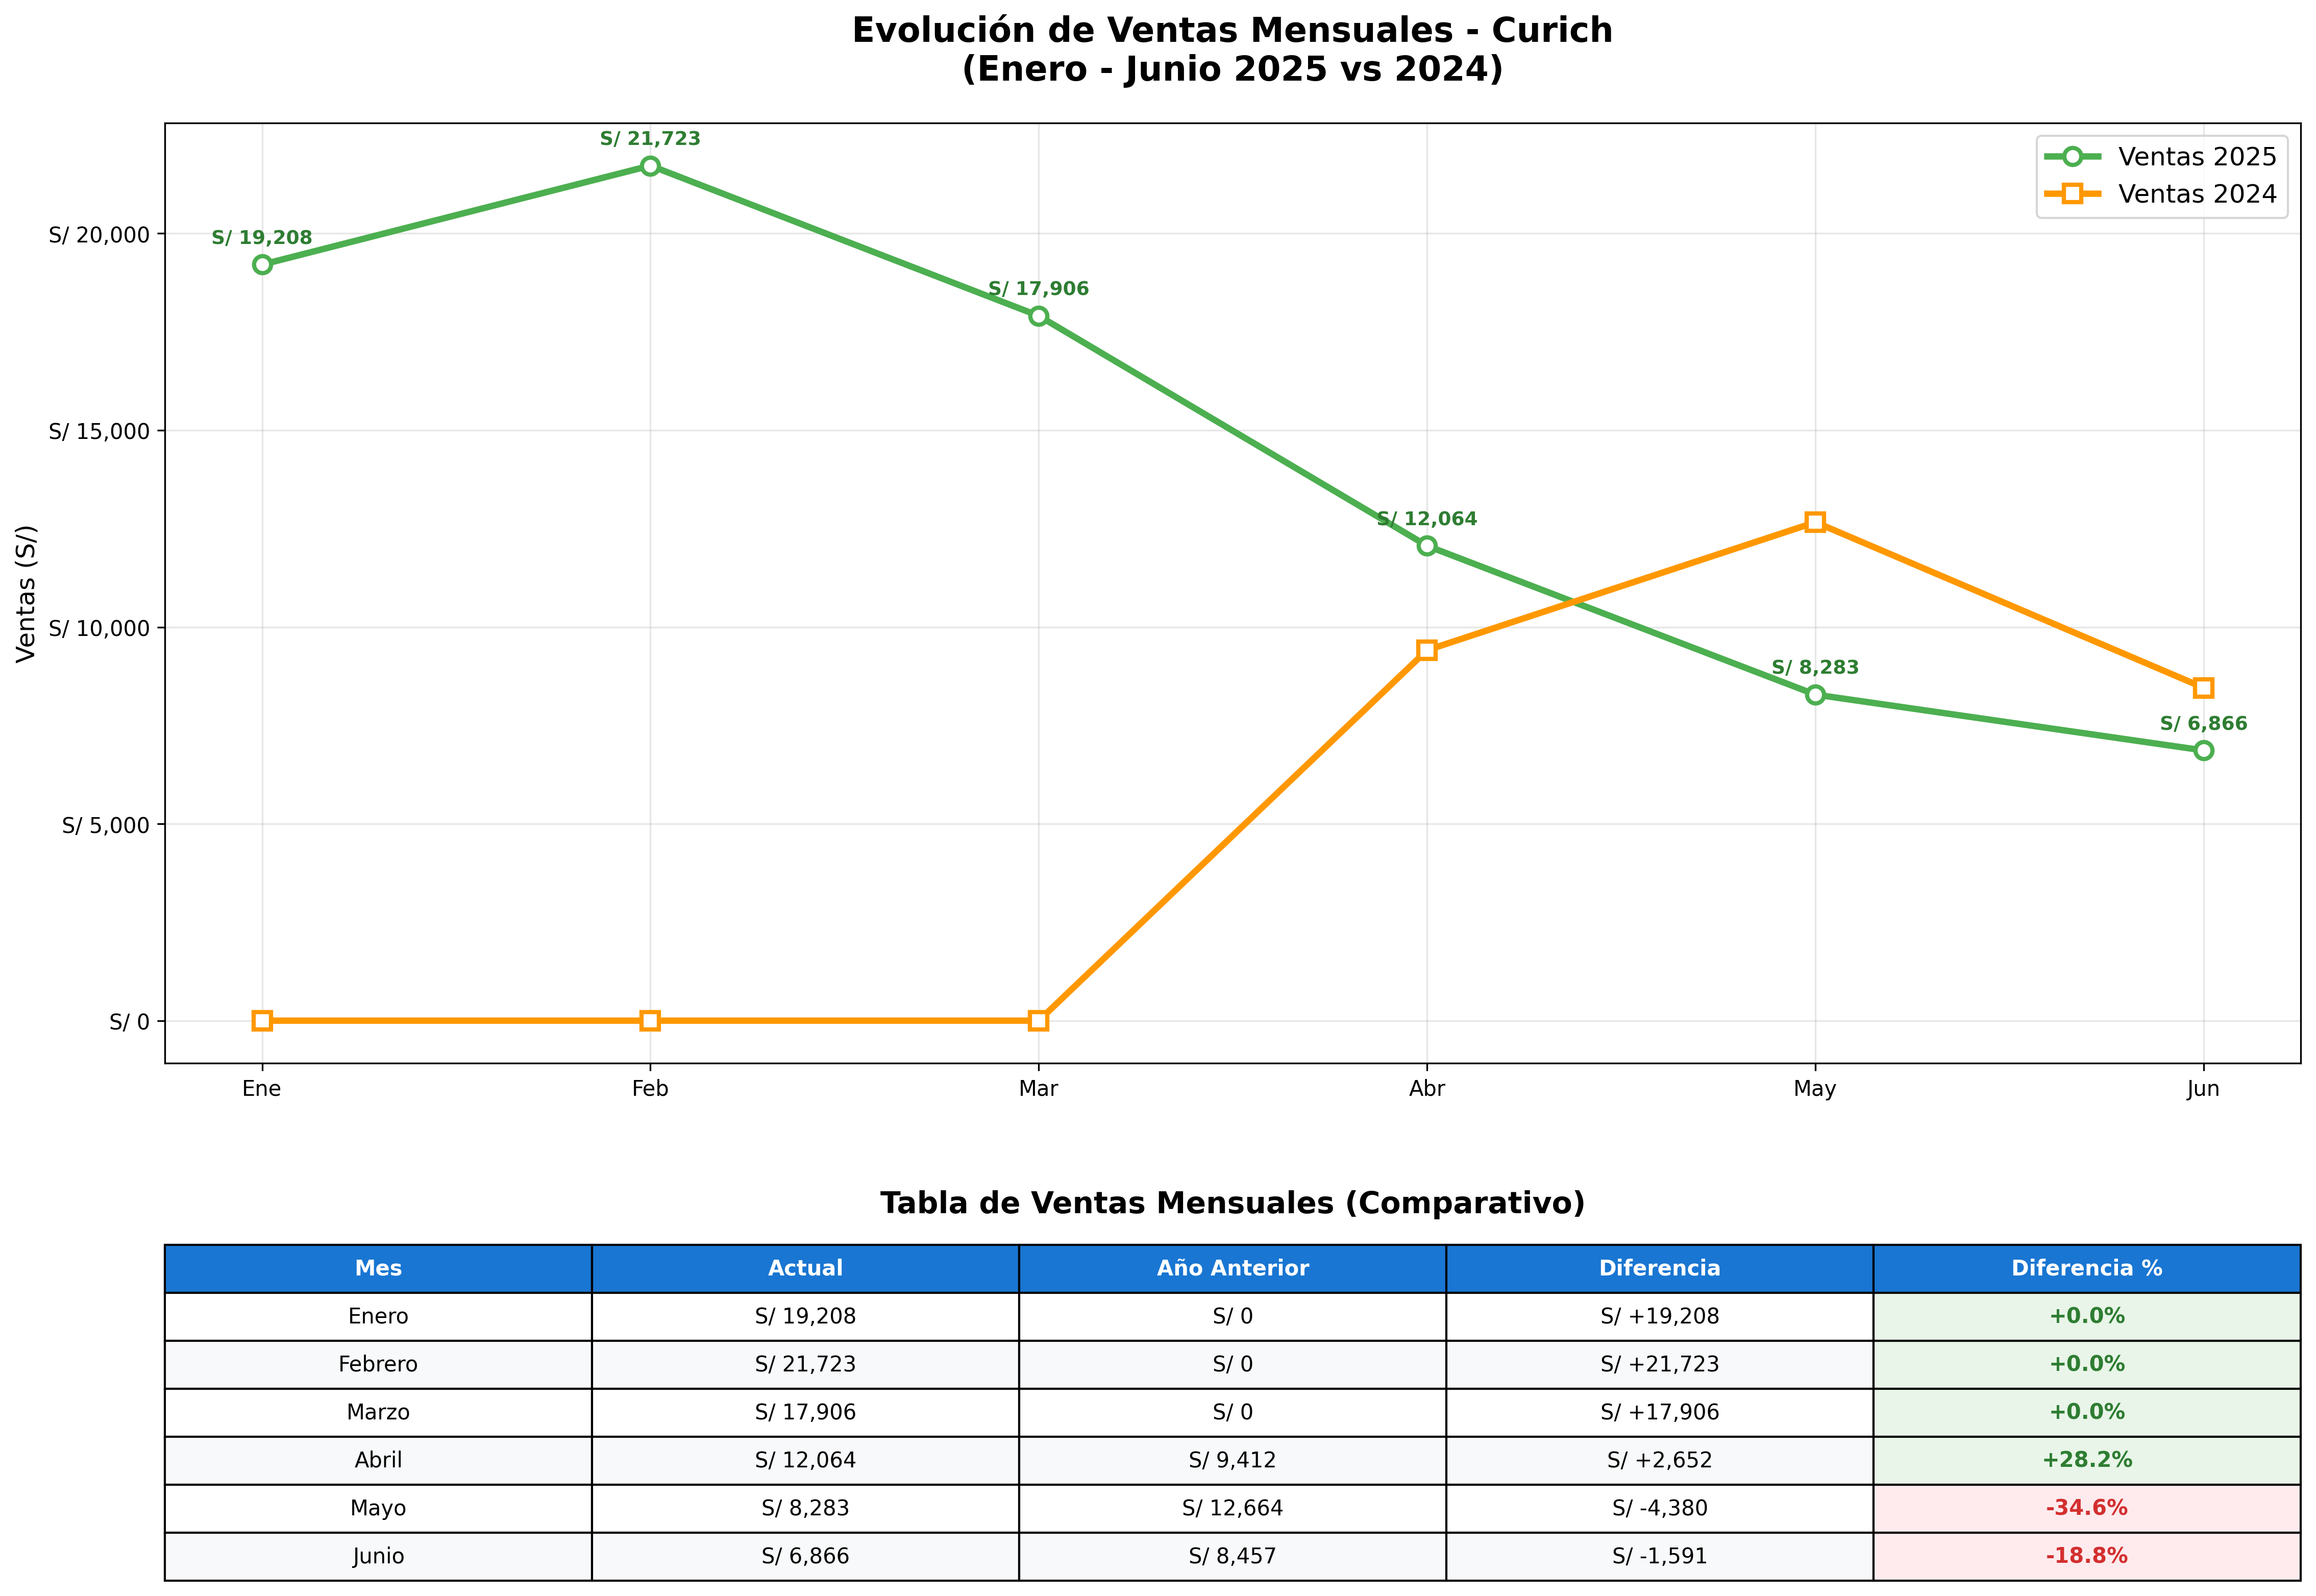 Evolución de Ventas Mensuales - Curich
(Enero - Junio 2025 vs 2024)
Ventas 2025
Ventas 2024
Ventas (S/)
S/ 20,000
S/ 15,000
S/ 10,000
S/ 5,000
S/ 0
S/ 19,208
S/ 21,723
S/ 17,906
S/ 12,064
S/ 8,283
S/ 6,866
Ene Feb Mar Abr May Jun
Tabla de Ventas Mensuales (Comparativo)
Mes Actual Año Anterior Diferencia Diferencia %
Enero S/ 19,208 S/ 0 S/ +19,208 +0.0%
Febrero S/ 21,723 S/ 0 S/ +21,723 +0.0%
Marzo S/ 17,906 S/ 0 S/ +17,906 +0.0%
Abril S/ 12,064 S/ 9,412 S/ +2,652 +28.2%
Mayo S/ 8,283 S/ 12,664 S/ -4,380 -34.6%
Junio S/ 6,866 S/ 8,457 S/ -1,591 -18.8%